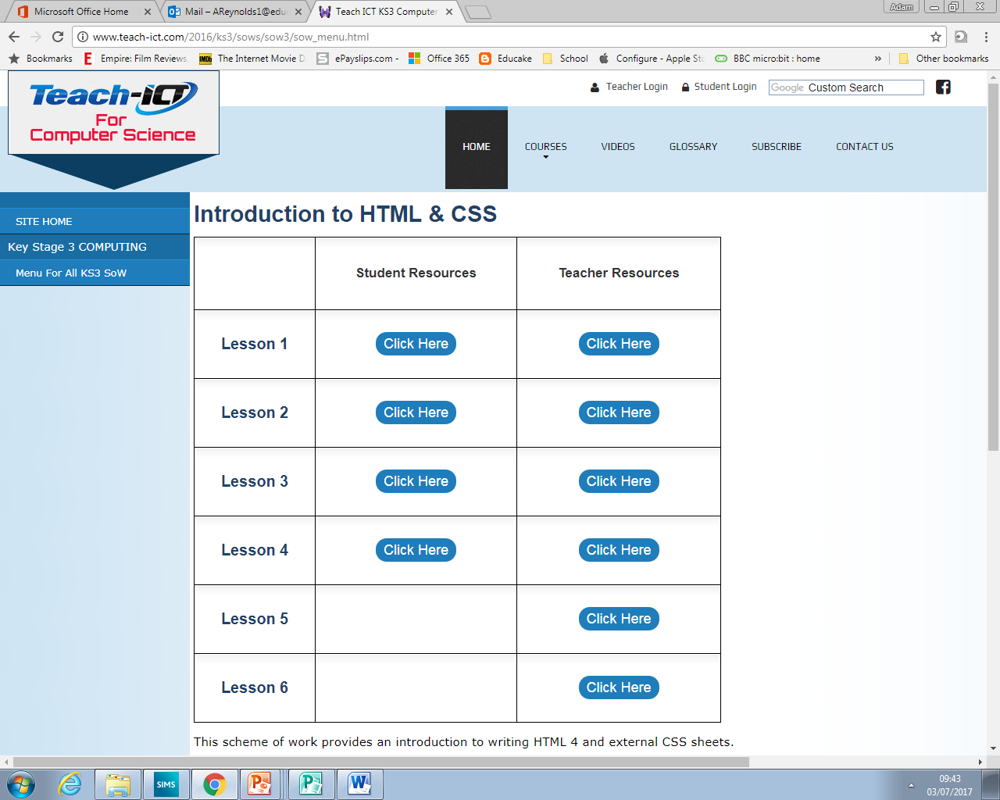 Microsoft Office Home
Mail – AReynolds1@edu
Teach ICT KS3 Computer
Adam
www.teach-ict.com/2016/ks3/sows/sow3/sow_menu.html
Bookmarks
Empire: Film Reviews,
IMDb
The Internet Movie D
S
ePayslips.com -
Office 365
Educake
School
Configure - Apple Sto
BBC micro:bit : home
»
Other bookmarks
Teach-ICT
For
Computer Science
Teacher Login
Student Login
Google Custom Search
HOME
COURSES
VIDEOS
GLOSSARY
SUBSCRIBE
CONTACT US
SITE HOME
Key Stage 3 COMPUTING
Menu For All KS3 SoW
Introduction to HTML & CSS
Student Resources
Teacher Resources
Lesson 1
Click Here
Click Here
Lesson 2
Click Here
Click Here
Lesson 3
Click Here
Click Here
Lesson 4
Click Here
Click Here
Lesson 5
Click Here
Lesson 6
Click Here
This scheme of work provides an introduction to writing HTML 4 and external CSS sheets.
SIMS
09:43
03/07/2017